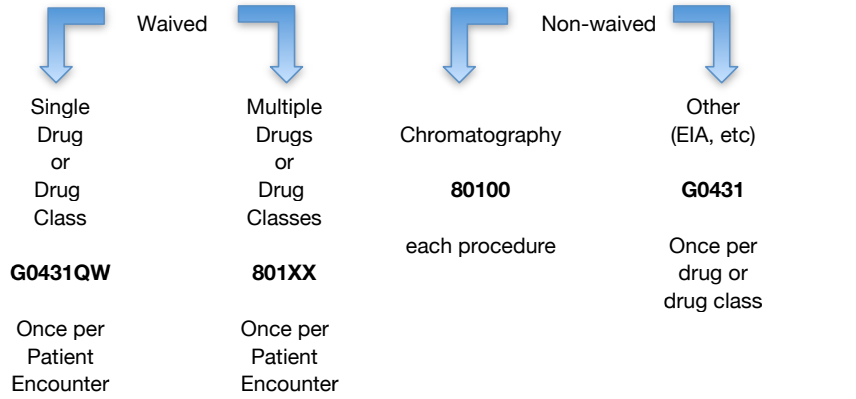 Waived
Non-waived
Single
Drug
or
Drug
Class
G0431QW
Once per
Patient
Encounter
Multiple
Drugs
or
Drug
Classes
801XX
Once per
Patient
Encounter
Chromatography
80100
each procedure
Other
(EIA, etc)
G0431
Once per
drug or
drug class